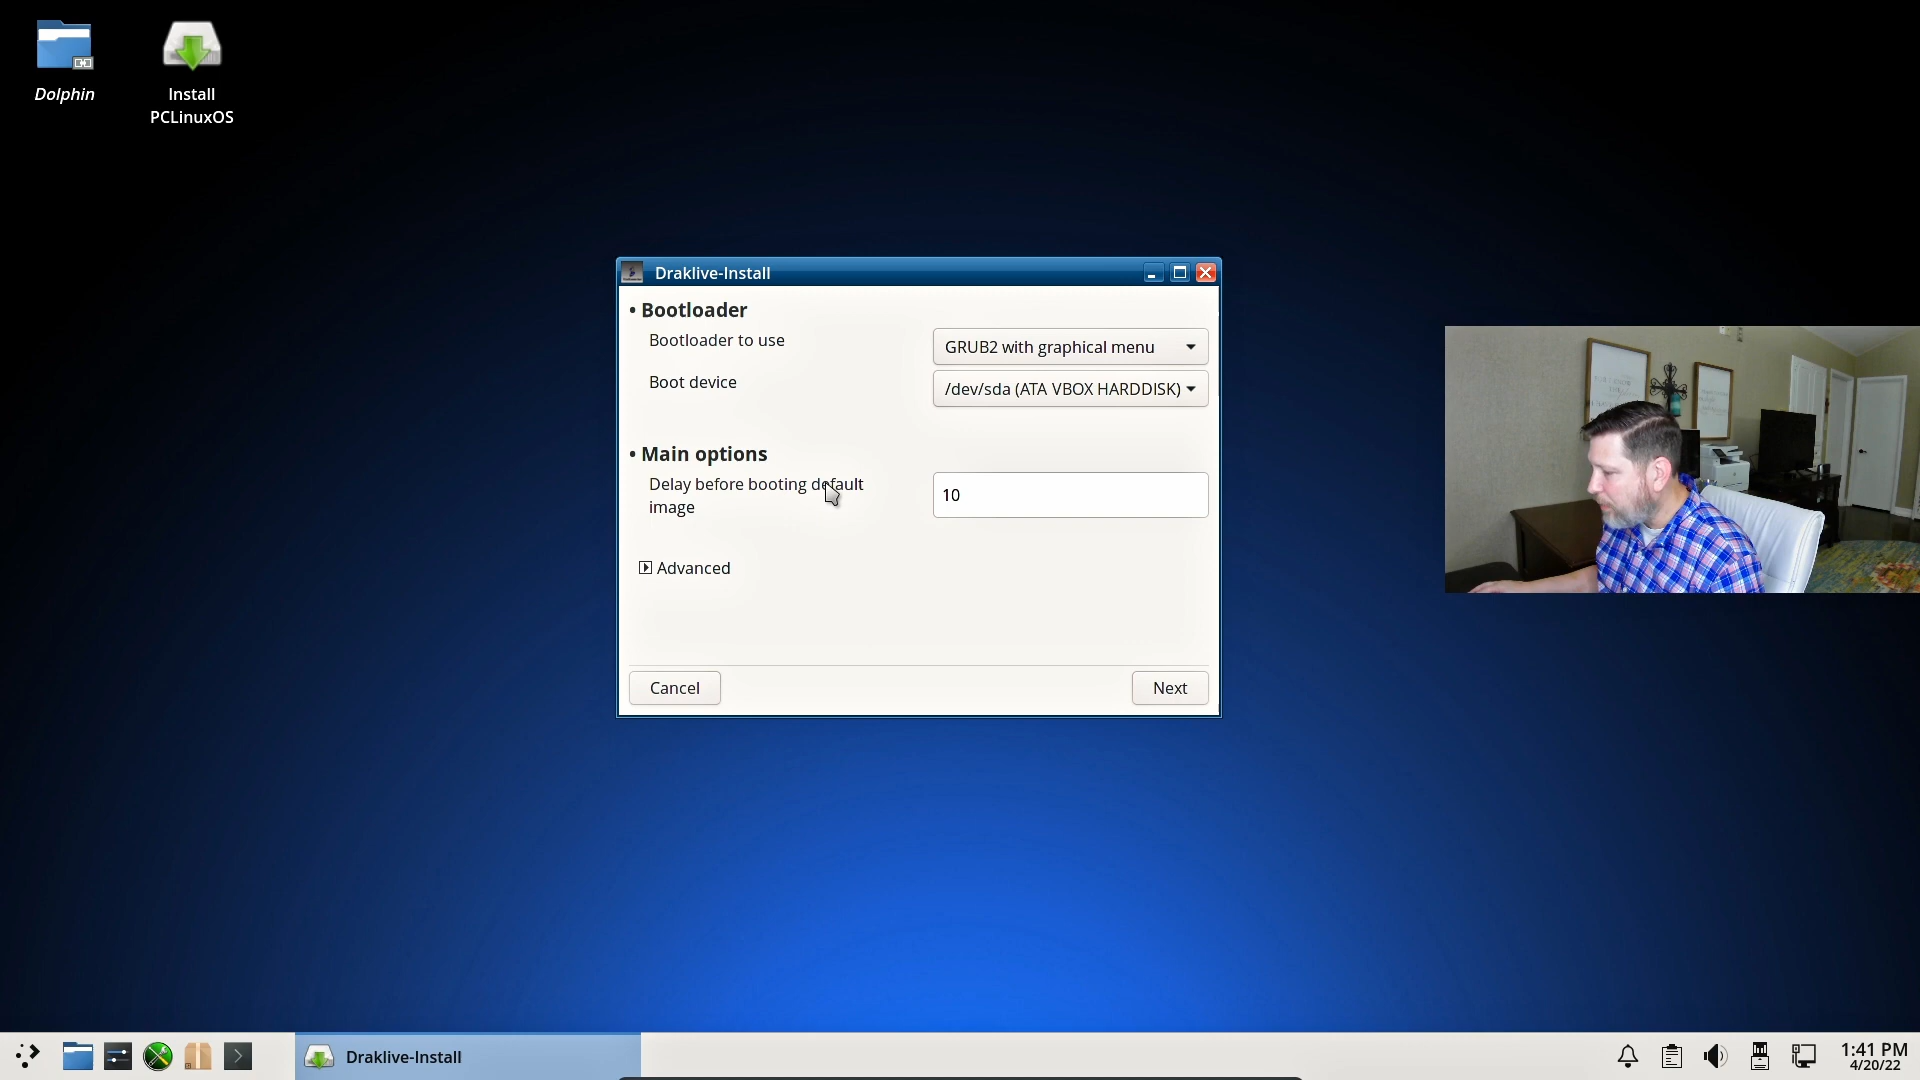 Dolphin
Install
PCLinuxOS
Draklive-Install
• Bootloader
Bootloader to use
GRUB2 with graphical menu
Boot device
/dev/sda (ATA VBOX HARDDISK)
• Main options
Delay before booting default
image
10
Advanced
Cancel
Next
Draklive-Install
1:41 PM
4/20/22